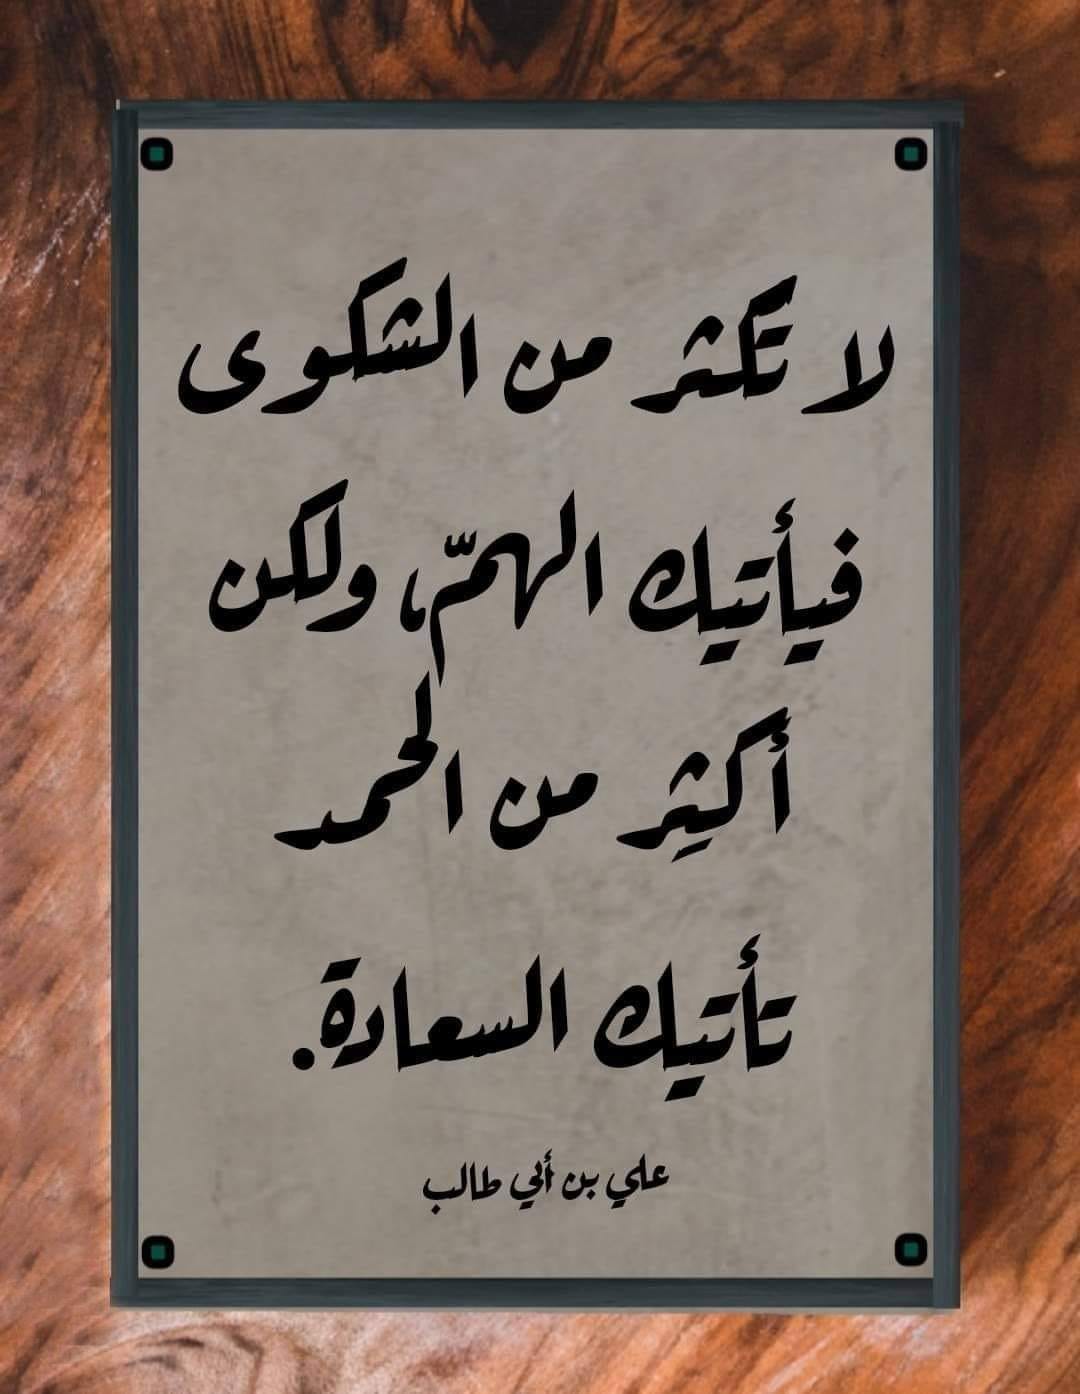 لا تكثر من الشكوى
فيأتيك الهمّ، ولكن
أكثِر من الحمد
تأتيك السعادة.
علي بن أبي طالب